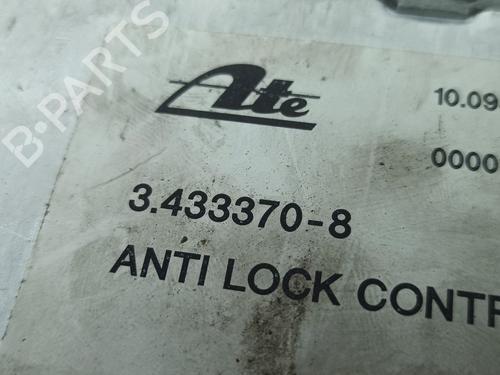 B-PARTS
Ate
10.09
0000
3.433370-8
ANTI LOCK CONTR